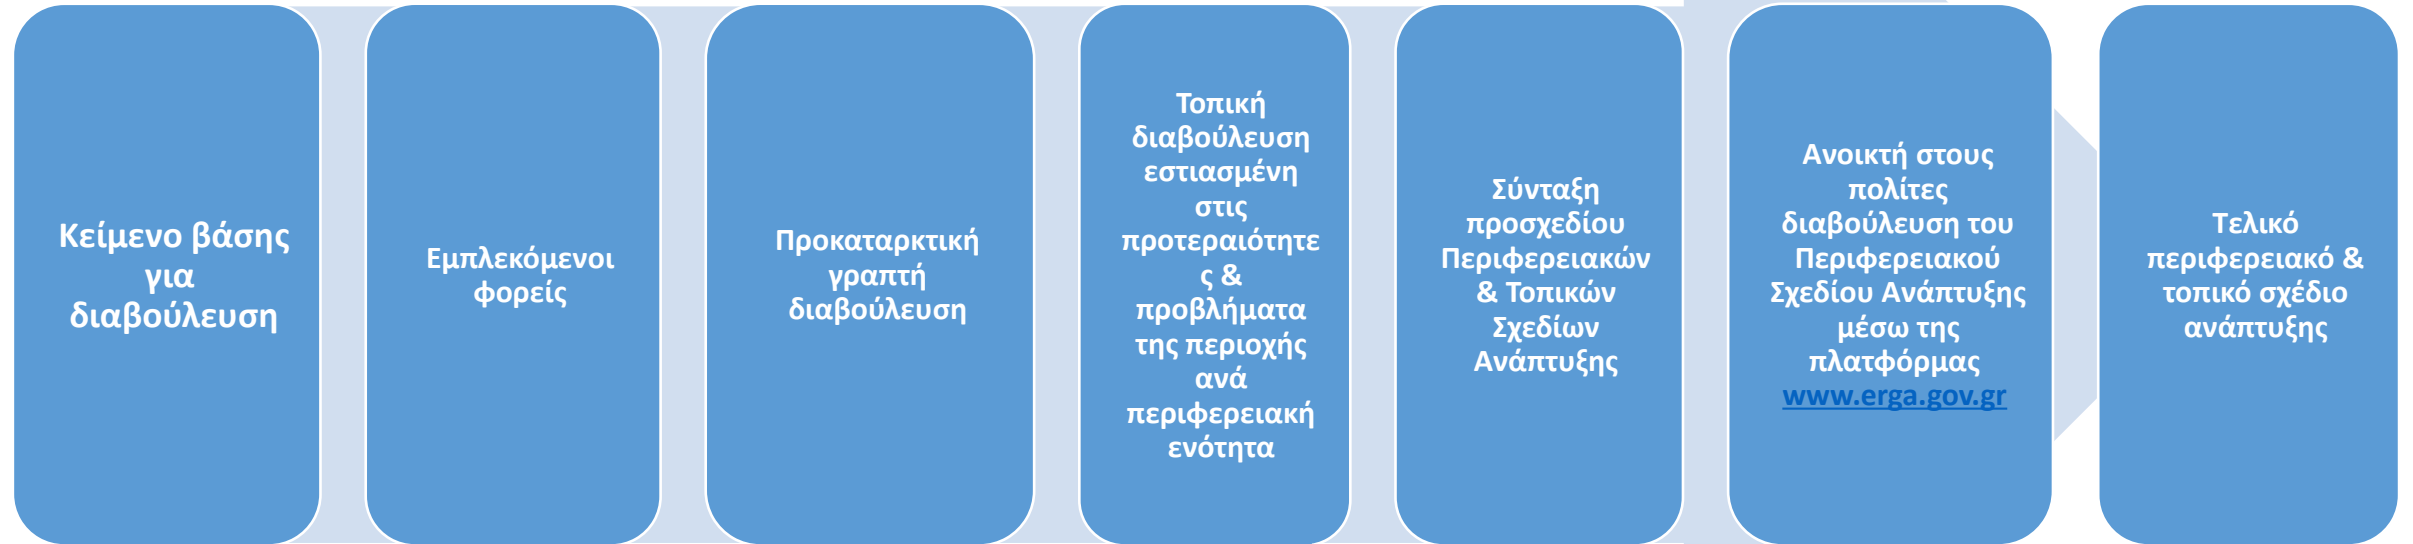 Κείμενο βάσης
για
διαβούλευση
Εμπλεκόμενοι
φορείς
Προκαταρκτική
γραπτή
διαβούλευση
Τοπική
διαβούλευση
εστιασμένη
στις
προτεραιότητε
ς &
προβλήματα
της περιοχής
ανά
περιφερειακή
ενότητα
Σύνταξη
προσχεδίου
Περιφερειακών
& Τοπικών
Σχεδίων
Ανάπτυξης
Ανοικτή στους
πολίτες
διαβούλευση του
Περιφερειακού
Σχεδίου Ανάπτυξης
μέσω της
πλατφόρμας
www.erga.gov.gr
Τελικό
περιφερειακό &
τοπικό σχέδιο
ανάπτυξης